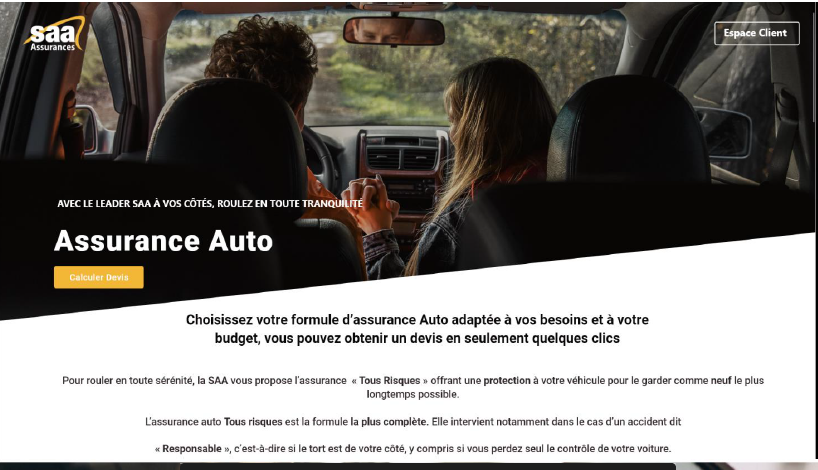 saa
Assurances
Espace Client
AVEC LE LEADER SAA À VOS CÔTÉS, ROULEZ EN TOUTE TRANQUILITÉ
Assurance Auto
Calculer Devis
Choisissez votre formule d’assurance Auto adaptée à vos besoins et à votre
budget, vous pouvez obtenir un devis en seulement quelques clics
Pour rouler en toute sérénité, la SAA vous propose l’assurance « Tous Risques » offrant une protection à votre véhicule pour le garder comme neuf le plus
longtemps possible.
L’assurance auto Tous risques est la formule la plus complète. Elle intervient notamment dans le cas d’un accident dit
« Responsable », c’est-à-dire si le tort est de votre côté, y compris si vous perdez seul le contrôle de votre voiture.